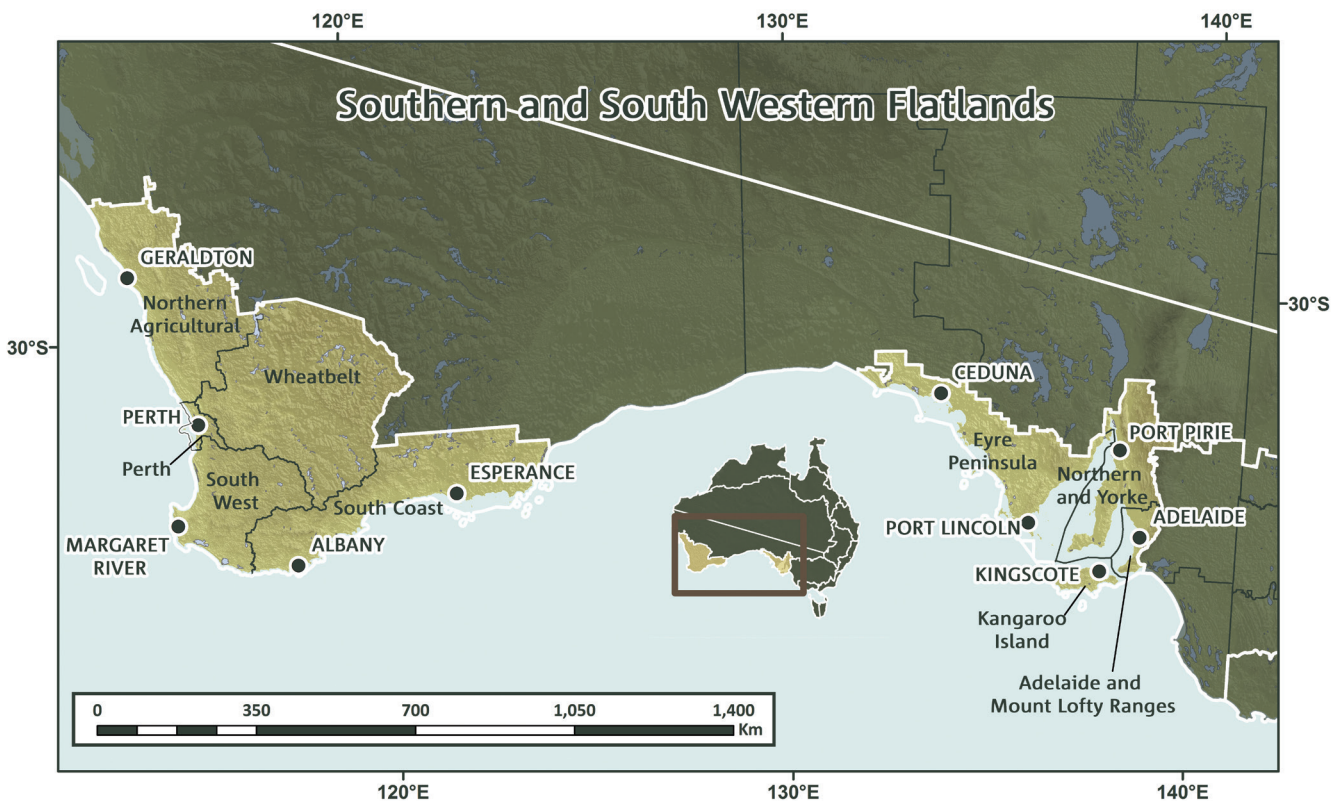 120°E
130°E
140°E
Southern and South Western Flatlands
GERALDTON
Northern
Agricultural
30°S
30°S
Wheatbelt
CEDUNA
PERTH
Perth
South
West
ESPERANCE
South Coast
Eyre
Peninsula
PORT PIRIE
Northern
and Yorke
MARGARET
RIVER
ALBANY
PORT LINCOLN
ADELAIDE
KINGSCOTE
Kangaroo
Island
Adelaide and
Mount Lofty Ranges
0 350 700 1,050 1,400
Km
120°E
130°E
140°E